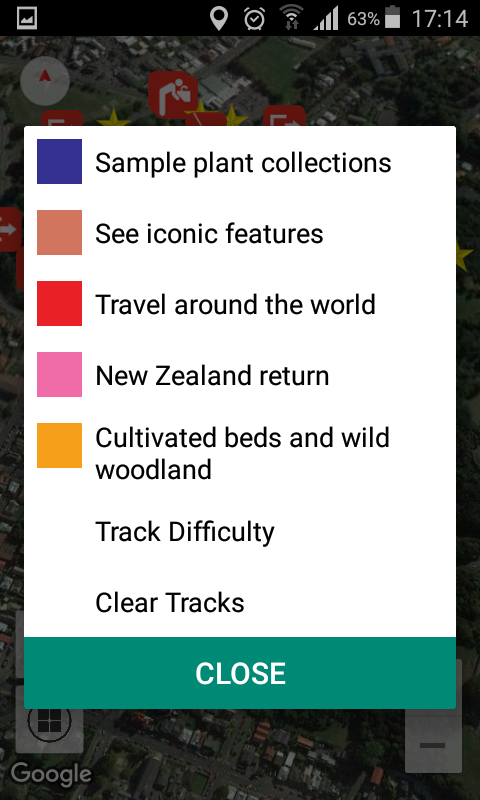 63% 17:14
Sample plant collections
See iconic features
Travel around the world
New Zealand return
Cultivated beds and wild
woodland
Track Difficulty
Clear Tracks
CLOSE
Google